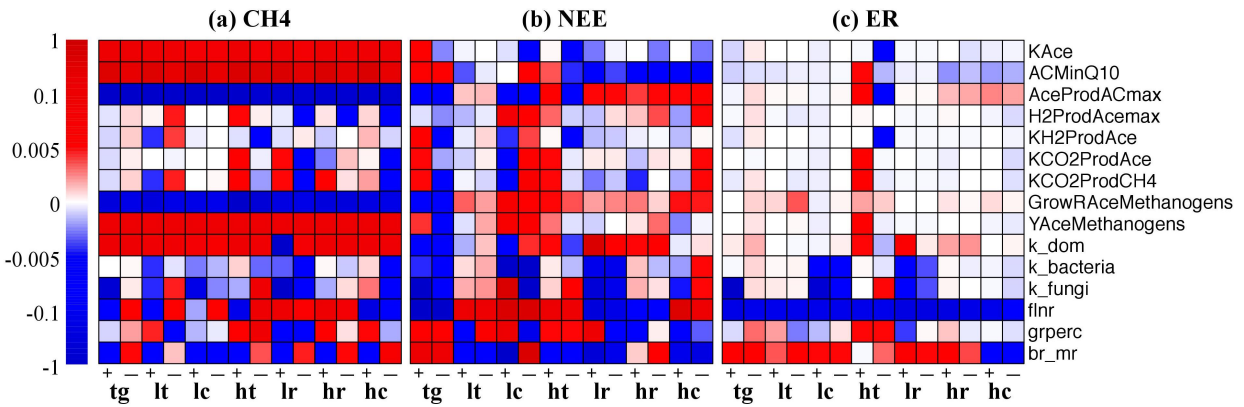 (a) CH4 (b) NEE (c) ER
1
0.1
0.005
0
-0.005
-0.1
-1
KAce
ACMinQ10
AceProdACmax
H2ProdAcemax
KH2ProdAce
KCO2ProdAce
KCO2ProdCH4
GrowRAceMethanogens
YAceMethanogens
k_dom
k_bacteria
k_fungi
flnr
grperc
br_mr
+ – + – + – + – + – + – + – + – + – + – + – + – + – + – + – + – + – + – + – + – + –
tg lt lc ht lr hr hc tg lt lc ht lr hr hc tg lt lc ht lr hr hc